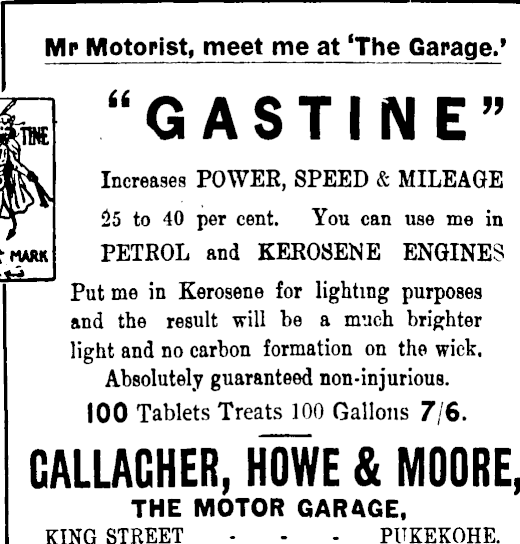 Mr Motorist, meet me at 'The Garage.'
"GASTINE"
TINE
MARK
Increases POWER, SPEED & MILEAGE
25 to 40 per cent. You can use me in
PETROL and KEROSENE ENGINES
Put me in Kerosene for lighting purposes
and the result will be a much brighter
light and no carbon formation on the wick.
Absolutely guaranteed non-injurious.
100 Tablets Treats 100 Gallons 7/6.
GALLAGHER, HOWE & MOORE,
THE MOTOR GARAGE,
KING STREET - - - PUKEKOHE.